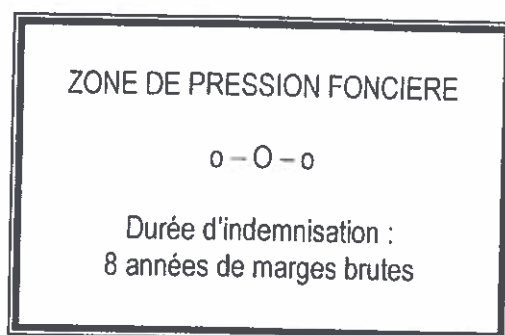 ZONE DE PRESSION FONCIERE
o – O – o
Durée d'indemnisation :
8 années de marges brutes